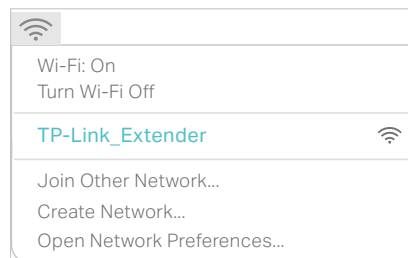 Wi-Fi: On
Turn Wi-Fi Off
TP-Link_Extender
Join Other Network...
Create Network...
Open Network Preferences...